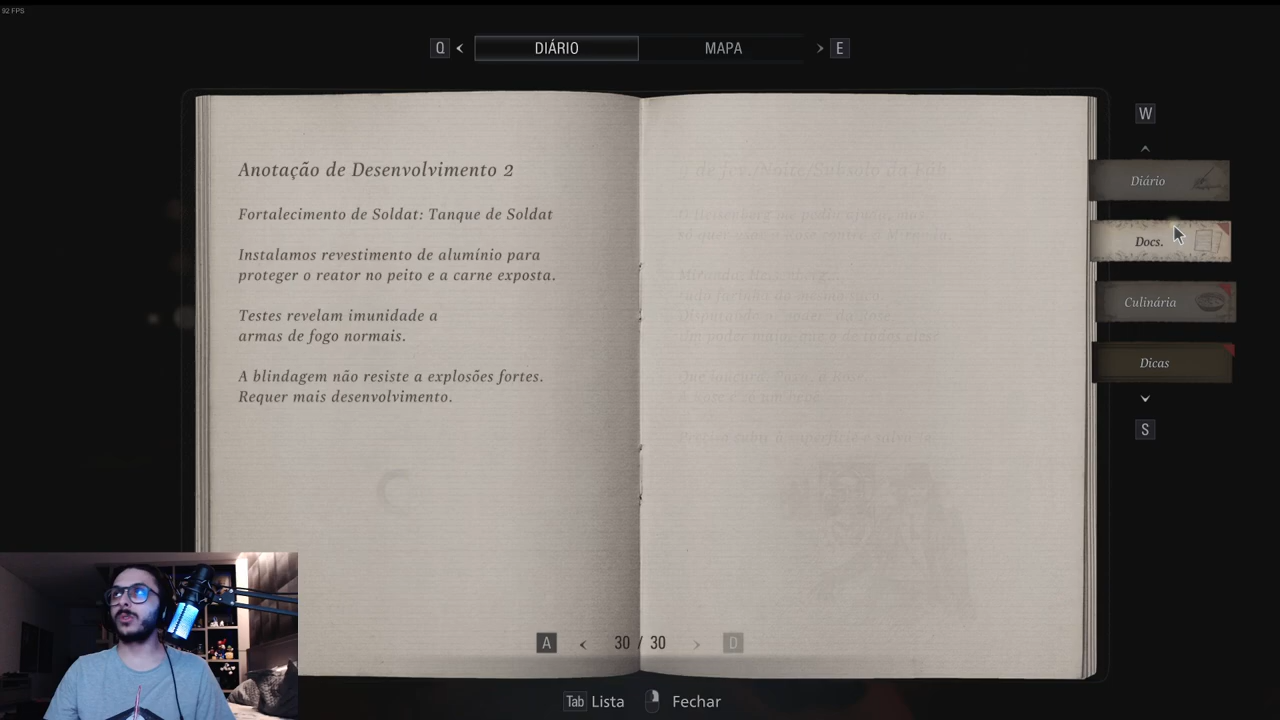 92 FPS
Q DIÁRIO MAPA E
W
Anotação de Desenvolvimento 2
Fortalecimento de Soldat: Tanque de Soldat
Instalamos revestimento de alumínio para
proteger o reator no peito e a carne exposta.
Testes revelam imunidade a
armas de fogo normais.
A blindagem não resiste a explosões fortes.
Requer mais desenvolvimento.
Diário
Docs.
Culinária
Dicas
S
A 30 / 30 D
Tab Lista Fechar